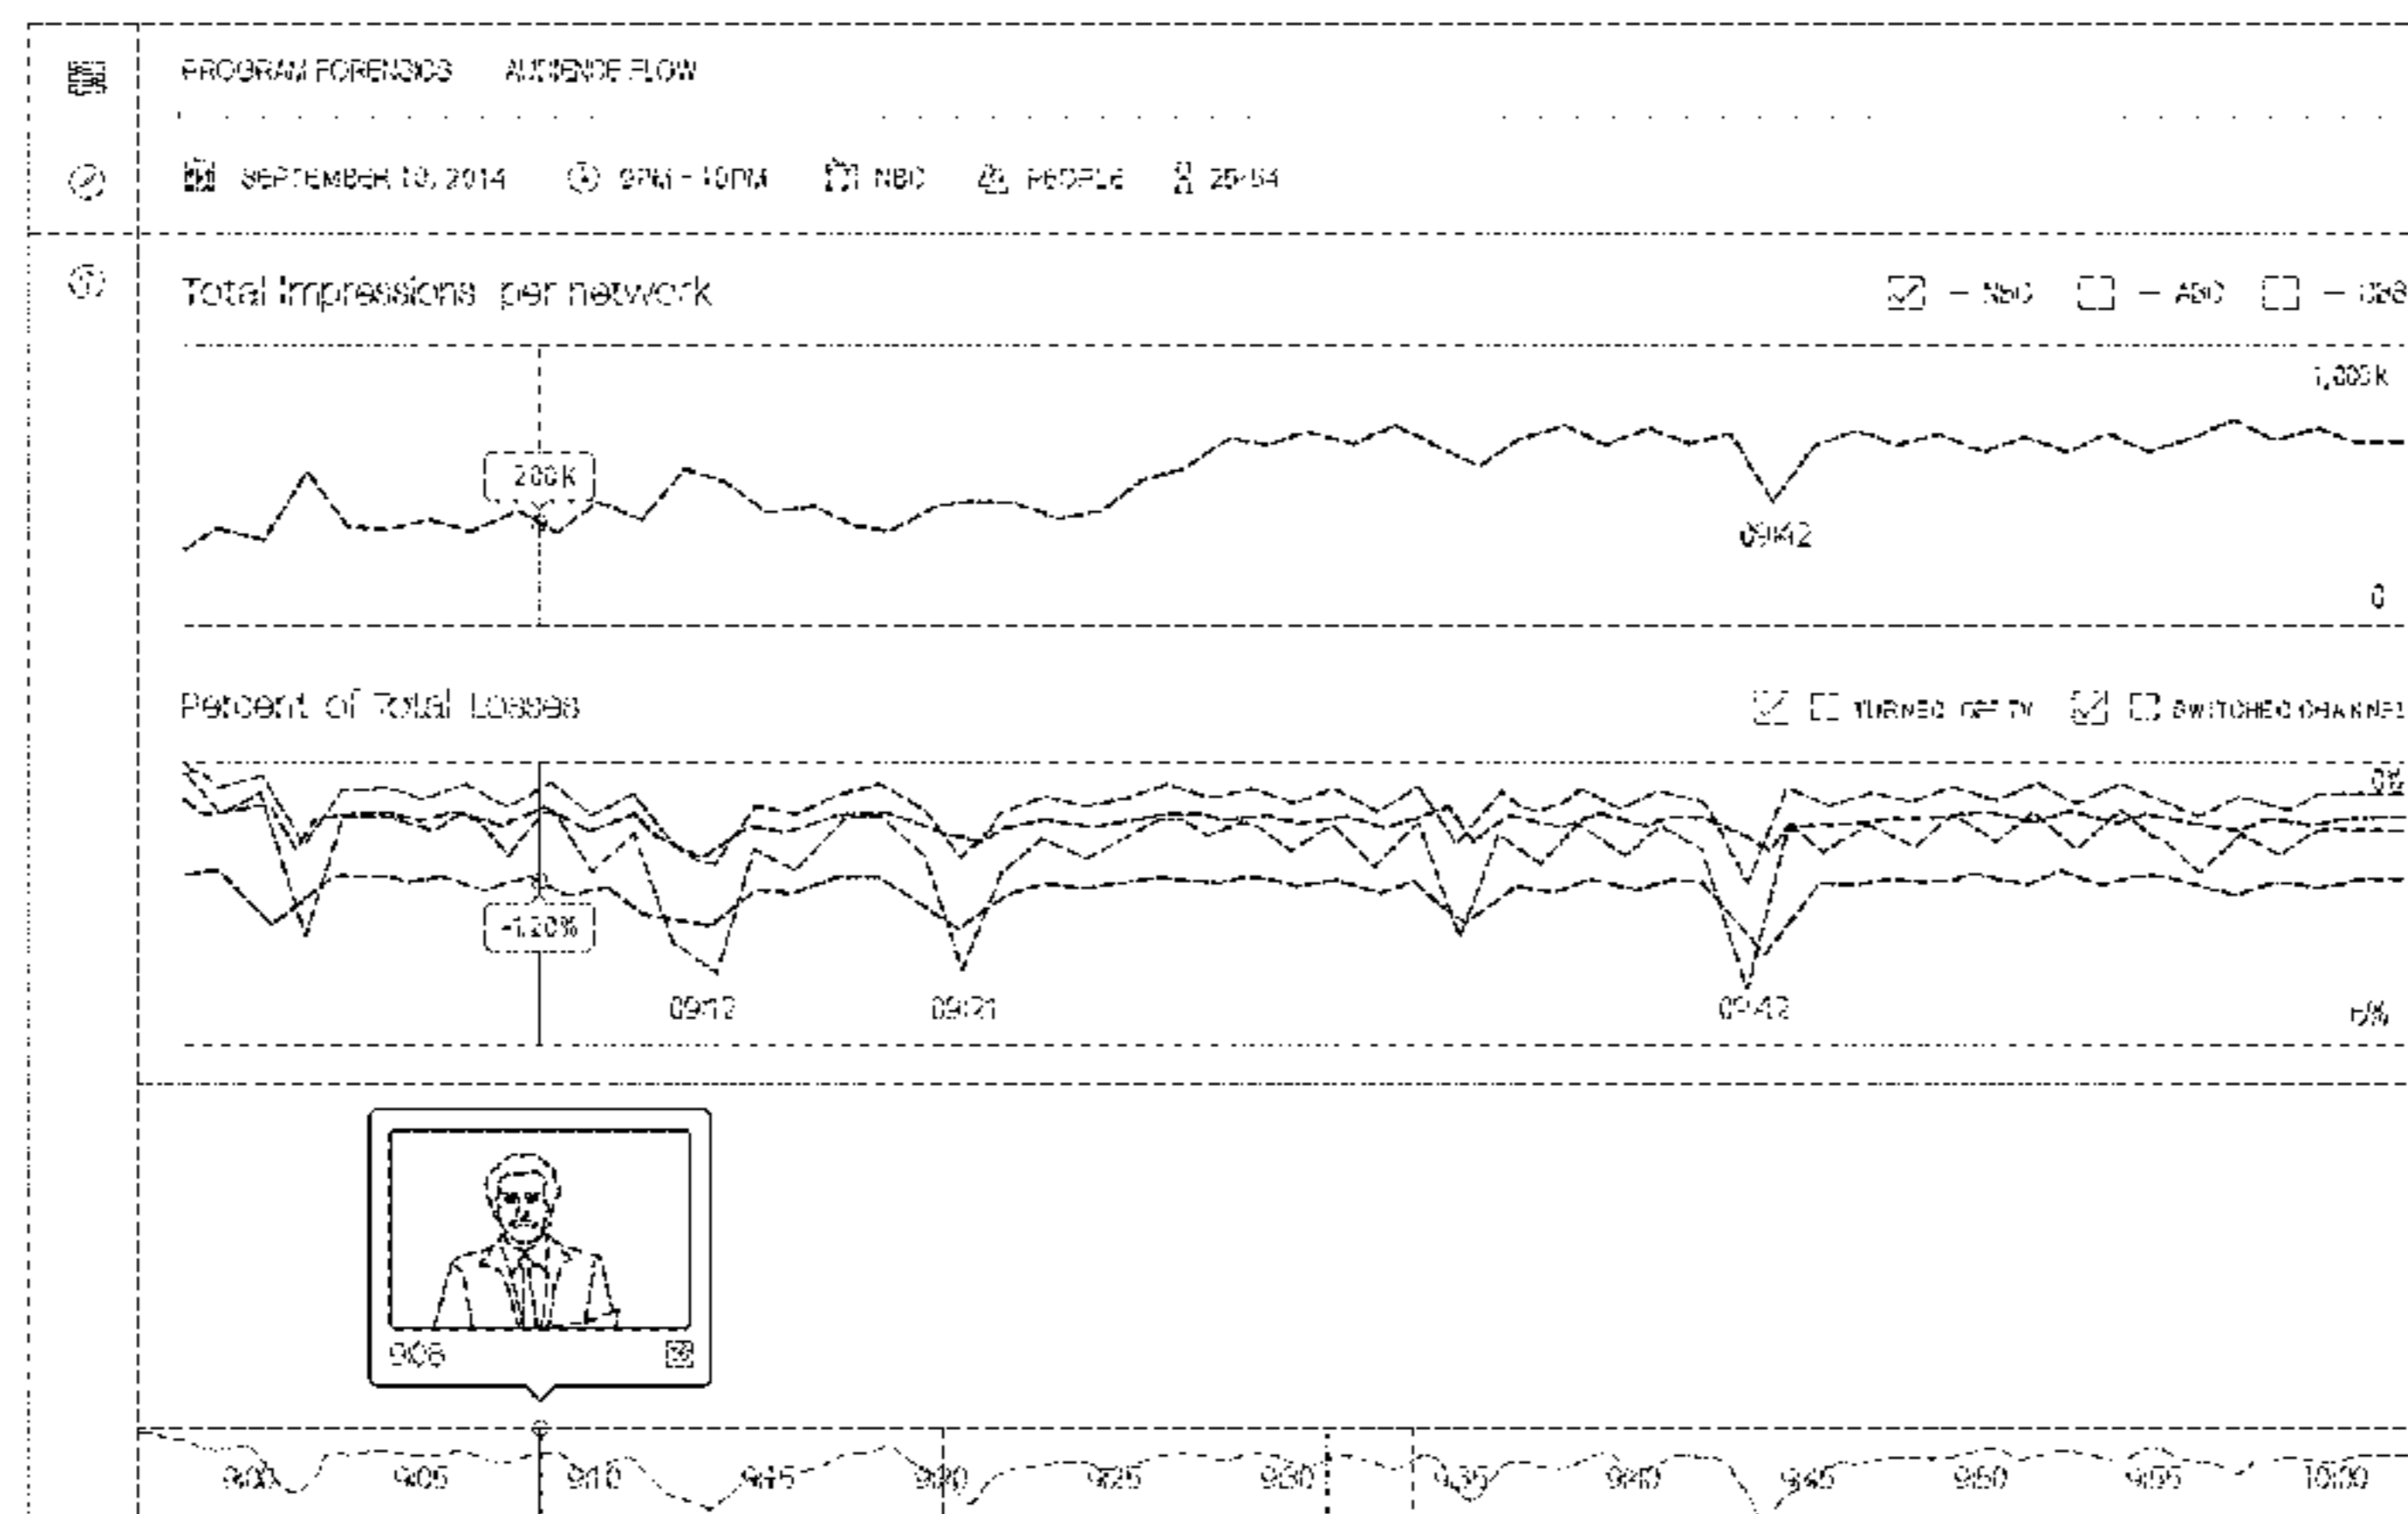 PROGRAM FORENSICS AUDIENCE FLOW
2014 9PM - 10PM NBC PEOPLE 25-54
Total Impressions per network
NBC ABC CBS
1,000k
200k
09:42
0
Percent of Total Losses
TURNED OFF TV SWITCHED CHANNEL
0%
-1.20%
09:12 09:21 09:42
9:08
9:00 9:05 9:10 9:15 9:20 9:25 9:30 9:35 9:40 9:45 9:50 9:55 10:00